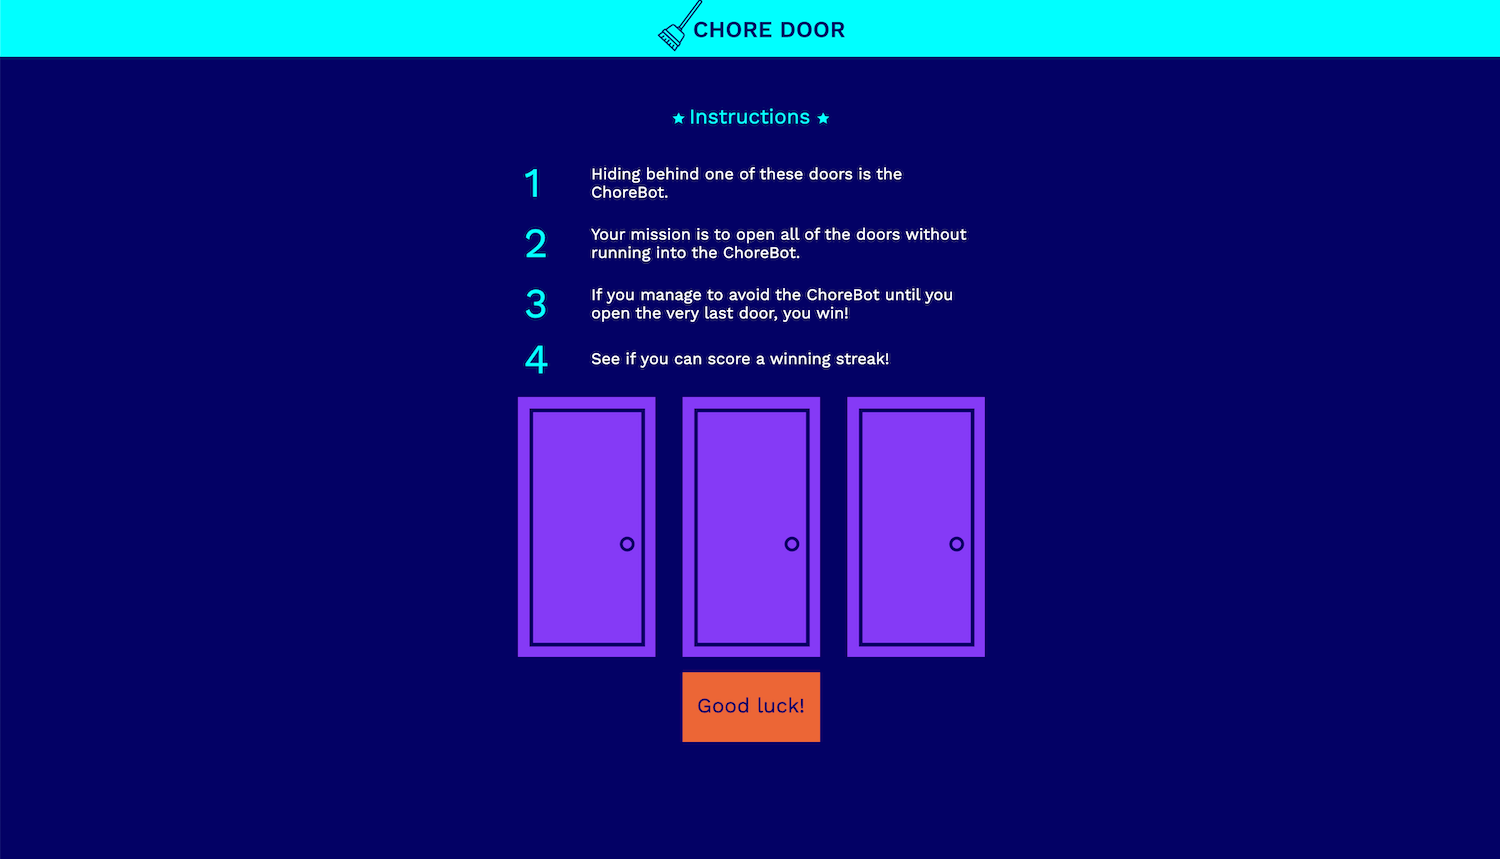 CHORE DOOR
Instructions
1
Hiding behind one of these doors is the
ChoreBot.
2
Your mission is to open all of the doors without
running into the ChoreBot.
3
If you manage to avoid the ChoreBot until you
open the very last door, you win!
4
See if you can score a winning streak!
Good luck!